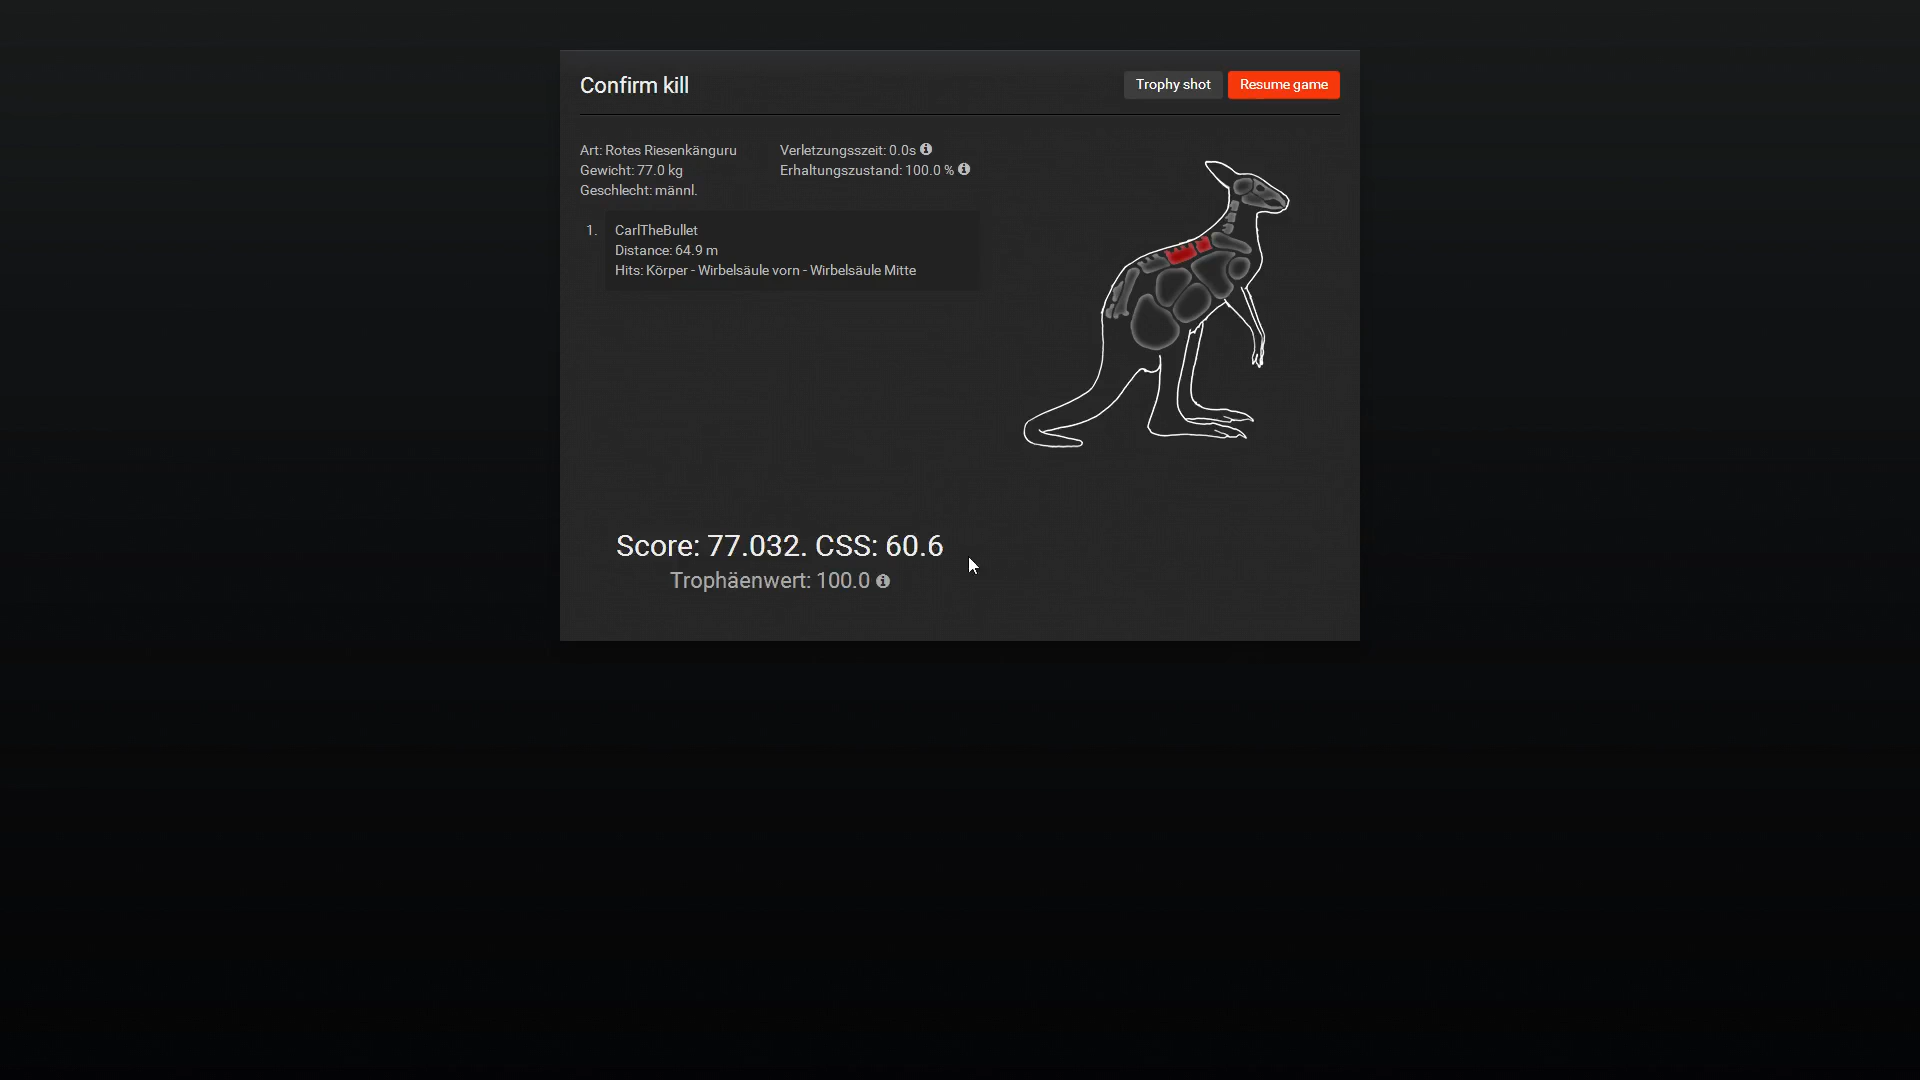 Confirm kill
Trophy shot
Resume game
Art: Rotes Riesenkänguru
Gewicht: 77.0 kg
Geschlecht: männl.
Verletzungsszeit: 0.0s
Erhaltungszustand: 100.0 %
1.
CarlTheBullet
Distance: 64.9 m
Hits: Körper - Wirbelsäule vorn - Wirbelsäule Mitte
Score: 77.032. CSS: 60.6
Trophäenwert: 100.0